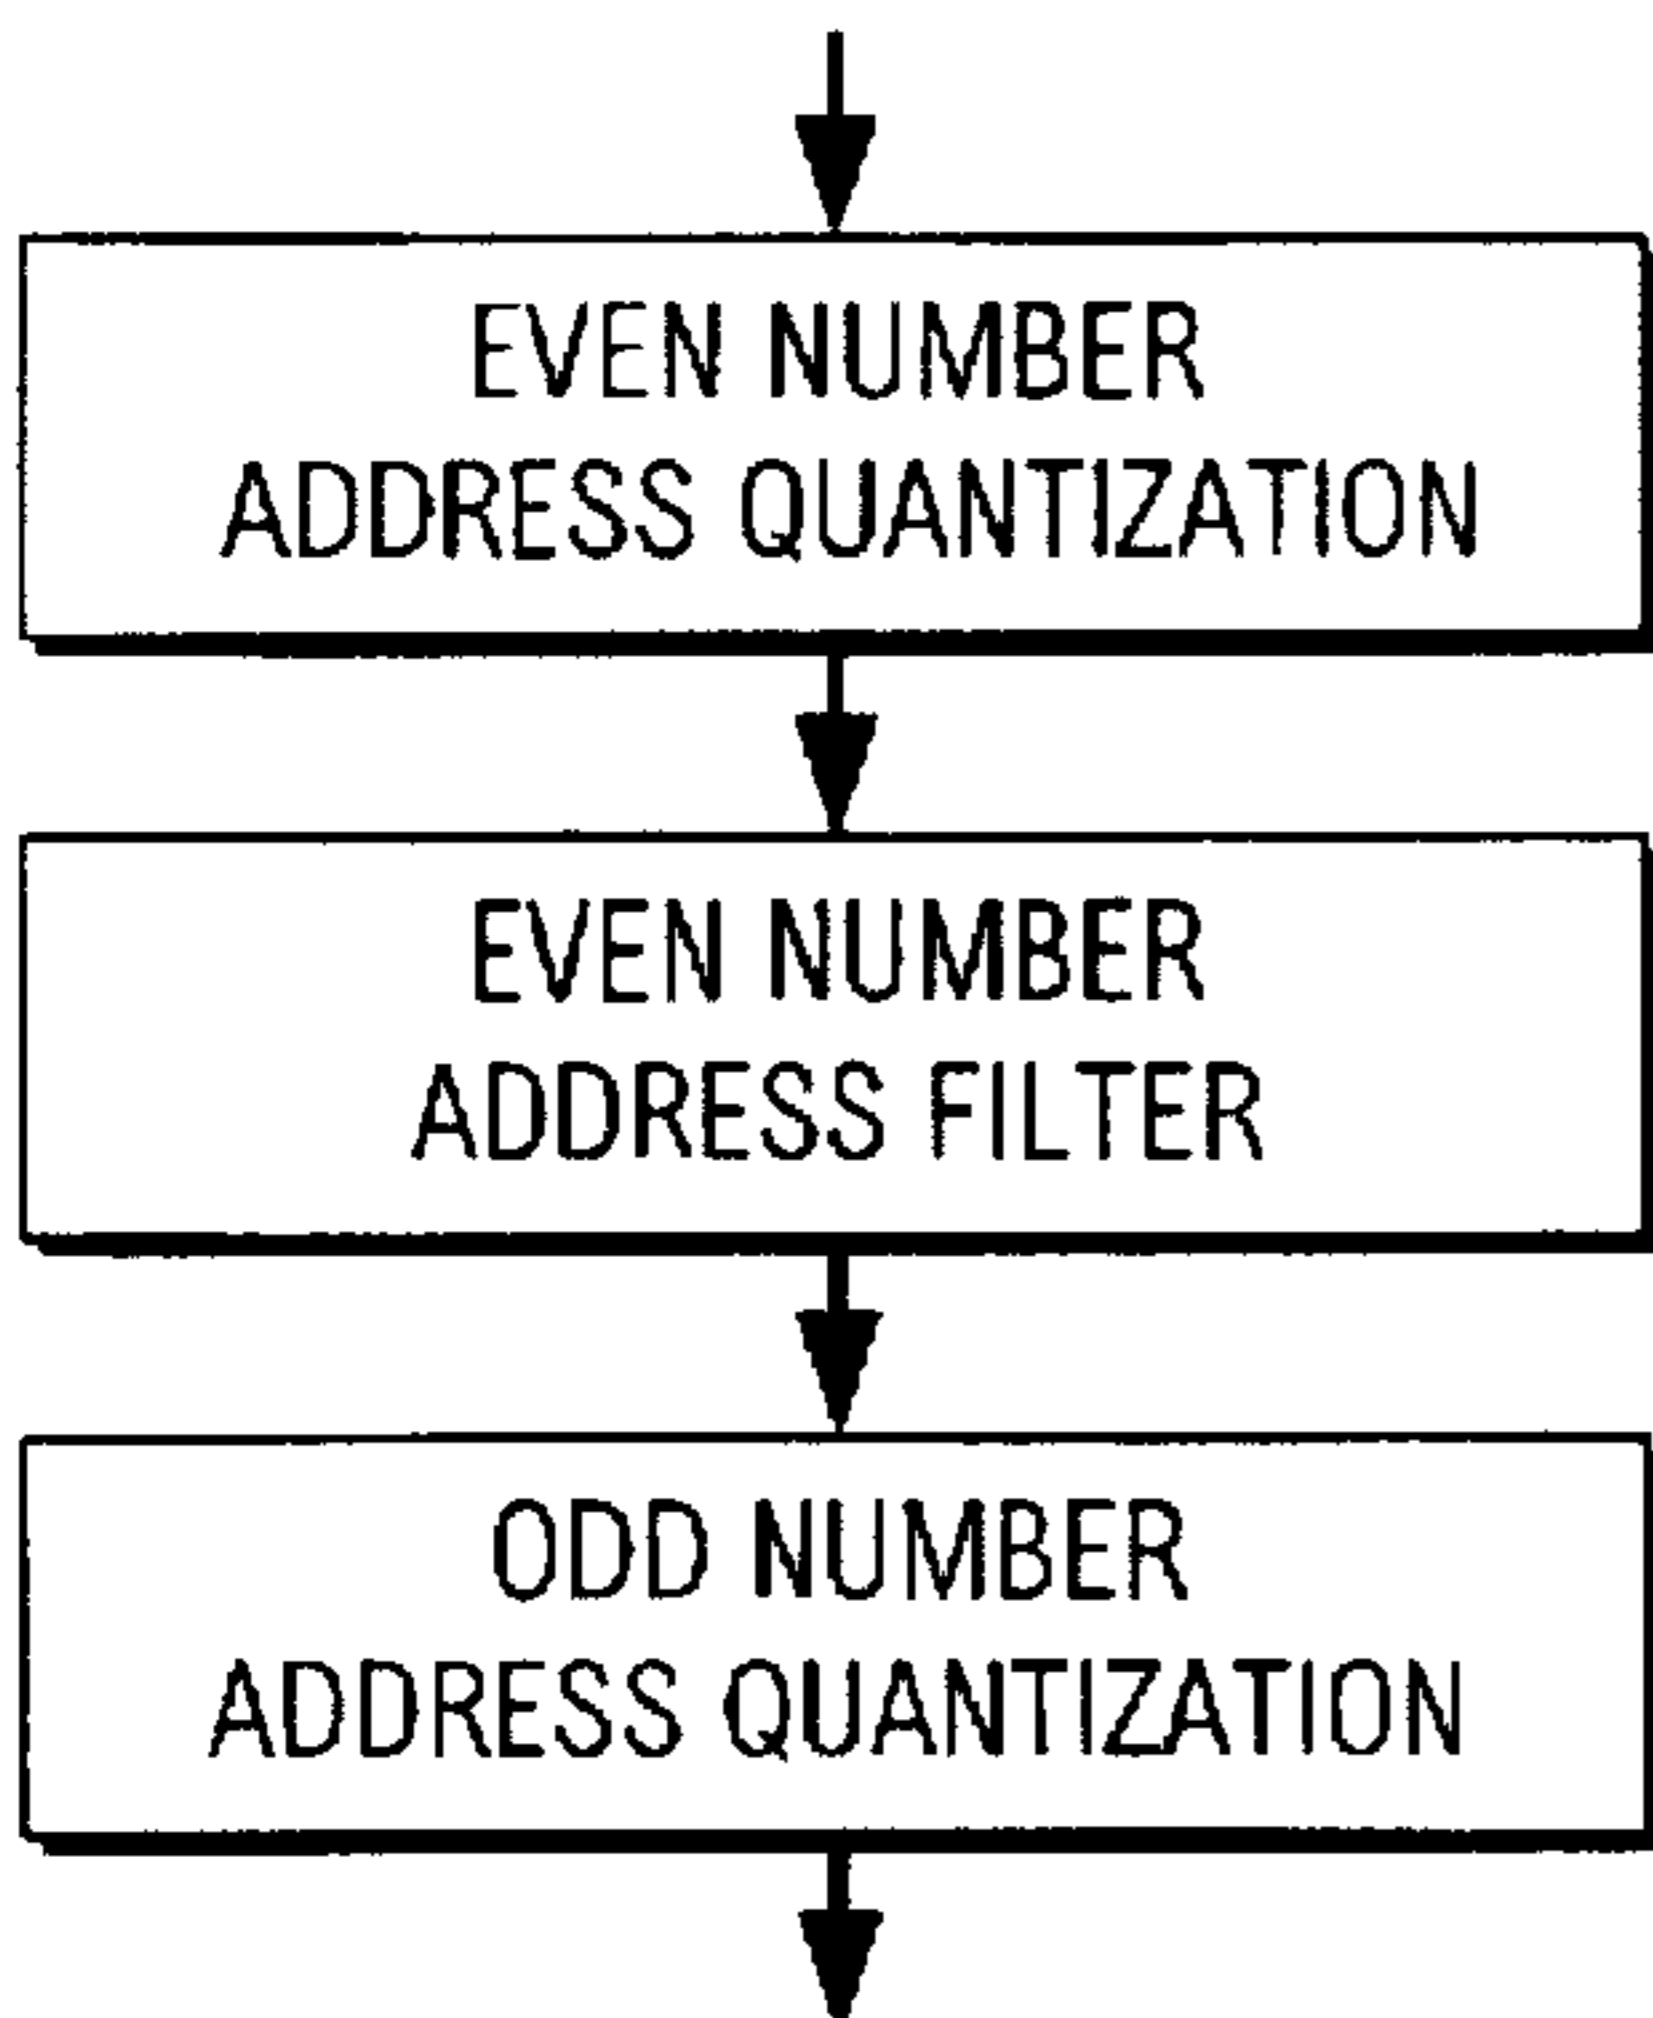 EVEN NUMBER
ADDRESS QUANTIZATION
EVEN NUMBER
ADDRESS FILTER
ODD NUMBER
ADDRESS QUANTIZATION